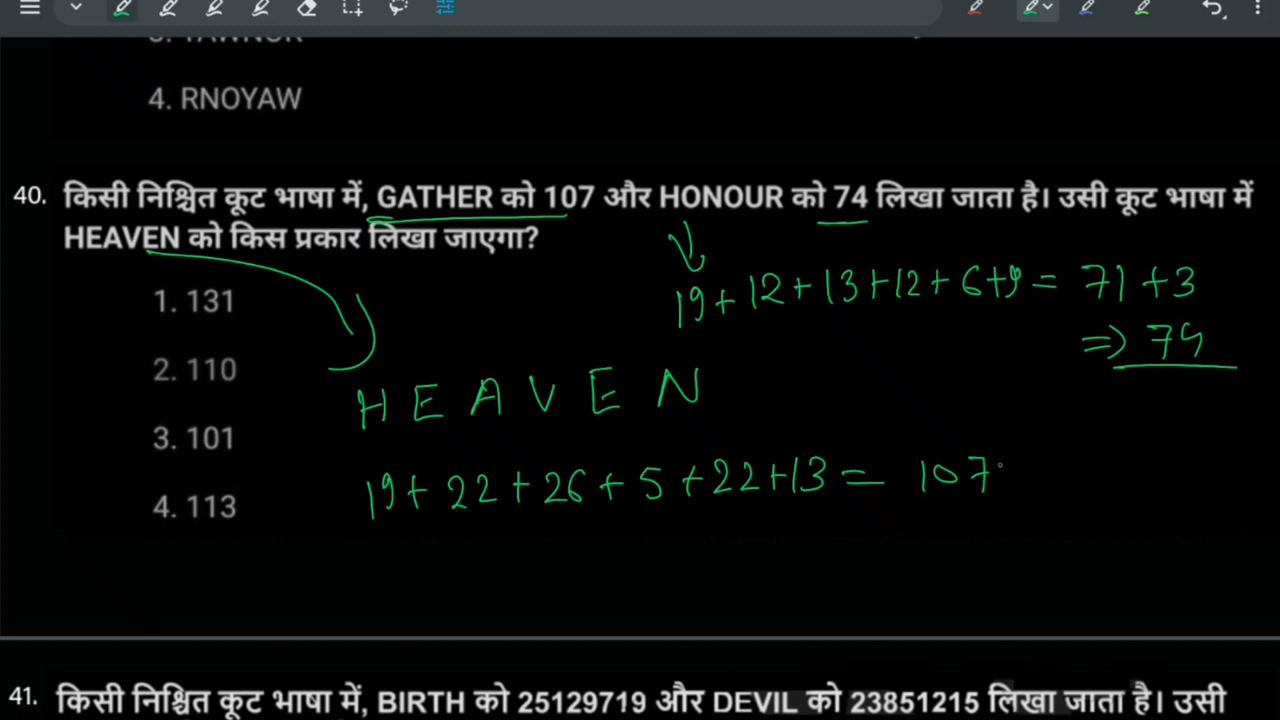 4. RNOYAW
40. किसी निश्चित कूट भाषा में, GATHER को 107 और HONOUR को 74 लिखा जाता है। उसी कूट भाषा में
HEAVEN को किस प्रकार लिखा जाएगा?
19+12+13+12+6+9= 71+3
=> 74
1. 131
2. 110
3. 101
4. 113
H E A V E N
19+ 22+26+5+22+13= 107
41. किसी निश्चित कूट भाषा में, BIRTH को 25129719 और DEVIL को 23851215 लिखा जाता है। उसी